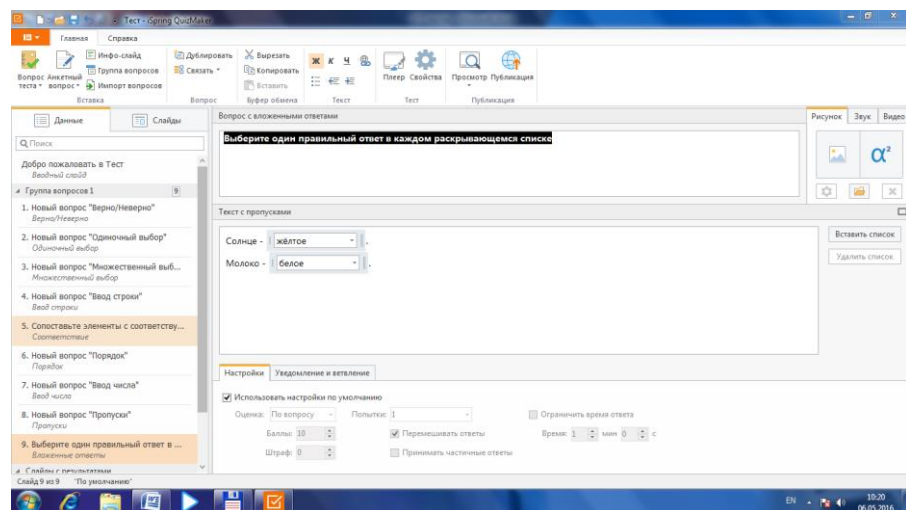 Тест - iSpring QuizMaker
Главная Справка
Вопрос теста Анкетный вопрос
Инфо-слайд
Группа вопросов
Импорт вопросов
Вставка
Дублировать
Связать
Вопрос
Вырезать
Копировать
Вставить
Буфер обмена
Ж К Ч
Текст
Плеер Свойства
Тест
Просмотр Публикация
Публикация
Данные Слайды
Поиск
Добро пожаловать в Тест
Вводный слайд
Группа вопросов 1 9
1. Новый вопрос "Верно/Неверно"
Верно/Неверно
2. Новый вопрос "Одиночный выбор"
Одиночный выбор
3. Новый вопрос "Множественный выб...
Множественный выбор
4. Новый вопрос "Ввод строки"
Ввод строки
5. Сопоставьте элементы с соответству...
Соответствие
6. Новый вопрос "Порядок"
Порядок
7. Новый вопрос "Ввод числа"
Ввод числа
8. Новый вопрос "Пропуски"
Пропуски
9. Выберите один правильный ответ в ...
Вложенные ответы
Слайды с результатами
Слайд 9 из 9 "По умолчанию"
Вопрос с вложенными ответами
Выберите один правильный ответ в каждом раскрывающемся списке
Рисунок Звук Видео
α²
Текст с пропусками
Солнце - жёлтое .
Молоко - белое .
Вставить список
Удалить список
Настройки Уведомление и ветвление
Использовать настройки по умолчанию
Оценка: По вопросу Попытки: 1 Ограничить время ответа
Баллы: 10 Перемешивать ответы Время: 1 мин 0 с
Штраф: 0 Принимать частичные ответы
EN 10:20
06.05.2016